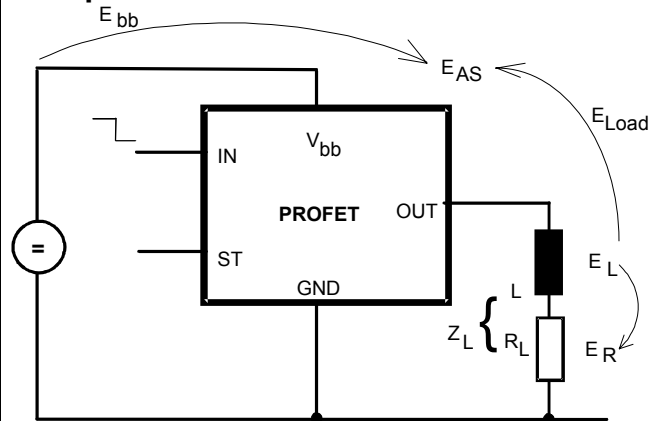 E bb
E AS
E Load
IN
V bb
PROFET
OUT
=
ST
GND
L
E L
Z L { R L
E R